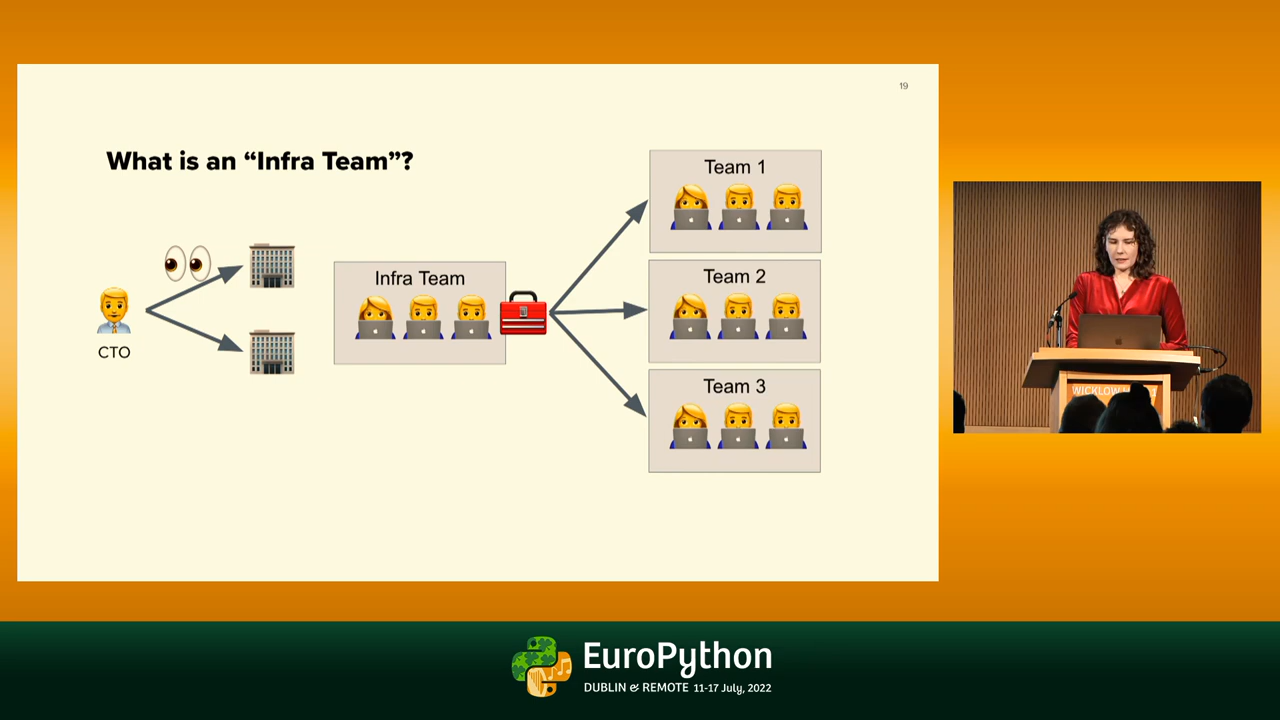 19
What is an “Infra Team”?
CTO
Infra Team
Team 1
Team 2
Team 3
WICKLOW
EuroPython
DUBLIN & REMOTE 11-17 July, 2022